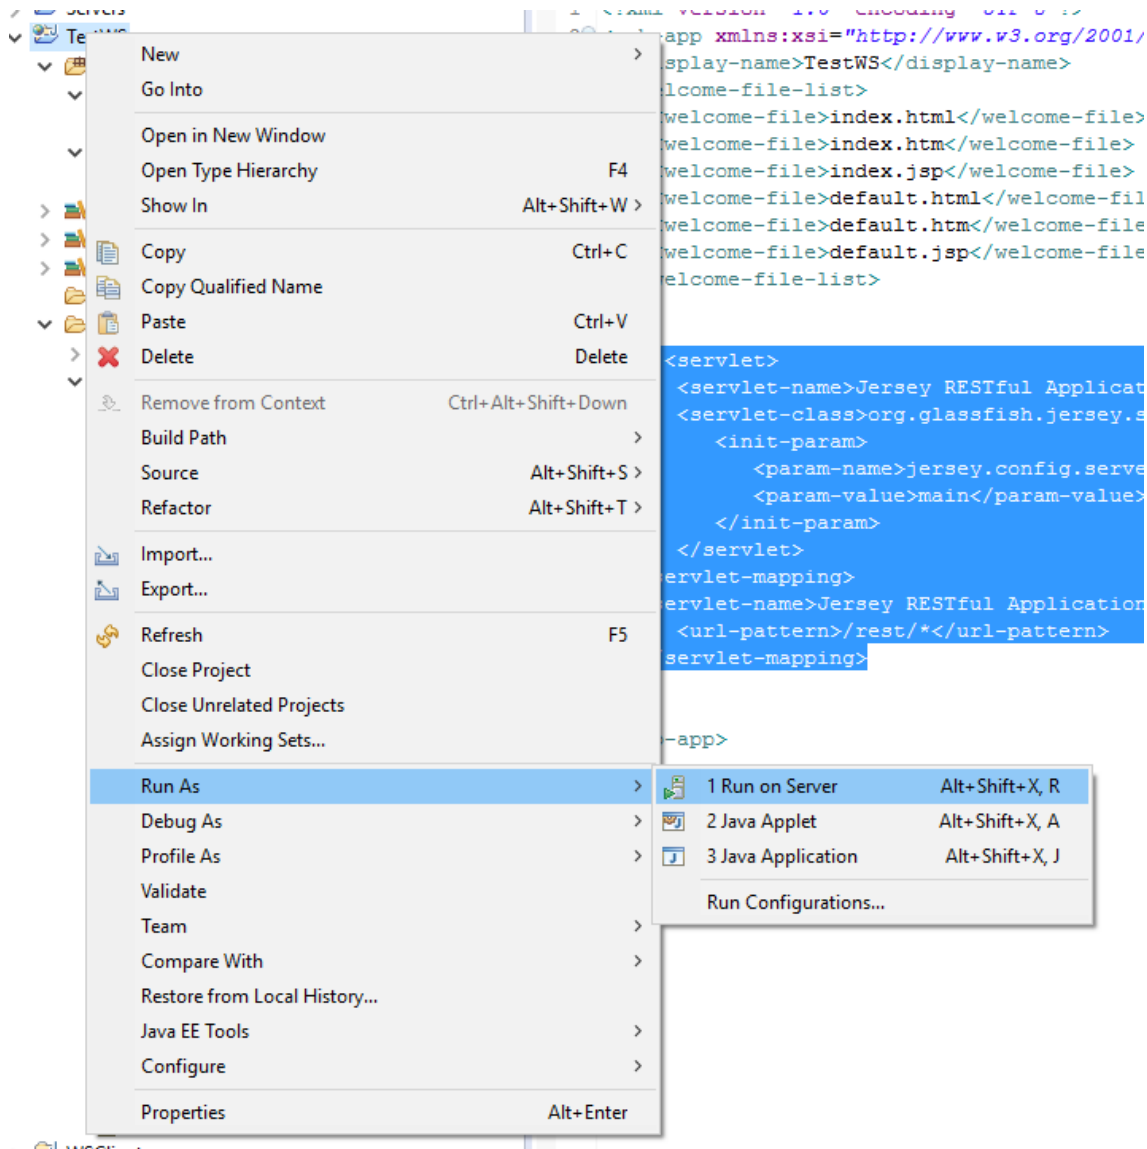 Servers
TestWS
New
Go Into
Open in New Window
Open Type Hierarchy F4
Show In Alt+Shift+W >
Copy Ctrl+C
Copy Qualified Name
Paste Ctrl+V
Delete Delete
Remove from Context Ctrl+Alt+Shift+Down
Build Path
Source Alt+Shift+S >
Refactor Alt+Shift+T >
Import...
Export...
Refresh F5
Close Project
Close Unrelated Projects
Assign Working Sets...
Run As
Debug As
Profile As
Validate
Team
Compare With
Restore from Local History...
Java EE Tools
Configure
Properties Alt+Enter
1 Run on Server Alt+Shift+X, R
2 Java Applet Alt+Shift+X, A
3 Java Application Alt+Shift+X, J
Run Configurations...
app xmlns:xsi="http://www.w3.org/2001/
splay-name>TestWS</display-name>
lcome-file-list>
welcome-file>index.html</welcome-file>
welcome-file>index.htm</welcome-file>
welcome-file>index.jsp</welcome-file>
welcome-file>default.html</welcome-fil
welcome-file>default.htm</welcome-file
welcome-file>default.jsp</welcome-file
elcome-file-list>
<servlet>
<servlet-name>Jersey RESTful Applicat
<servlet-class>org.glassfish.jersey.s
<init-param>
<param-name>jersey.config.serve
<param-value>main</param-value>
</init-param>
</servlet>
ervlet-mapping>
ervlet-name>Jersey RESTful Application
<url-pattern>/rest/*</url-pattern>
servlet-mapping>
-app>